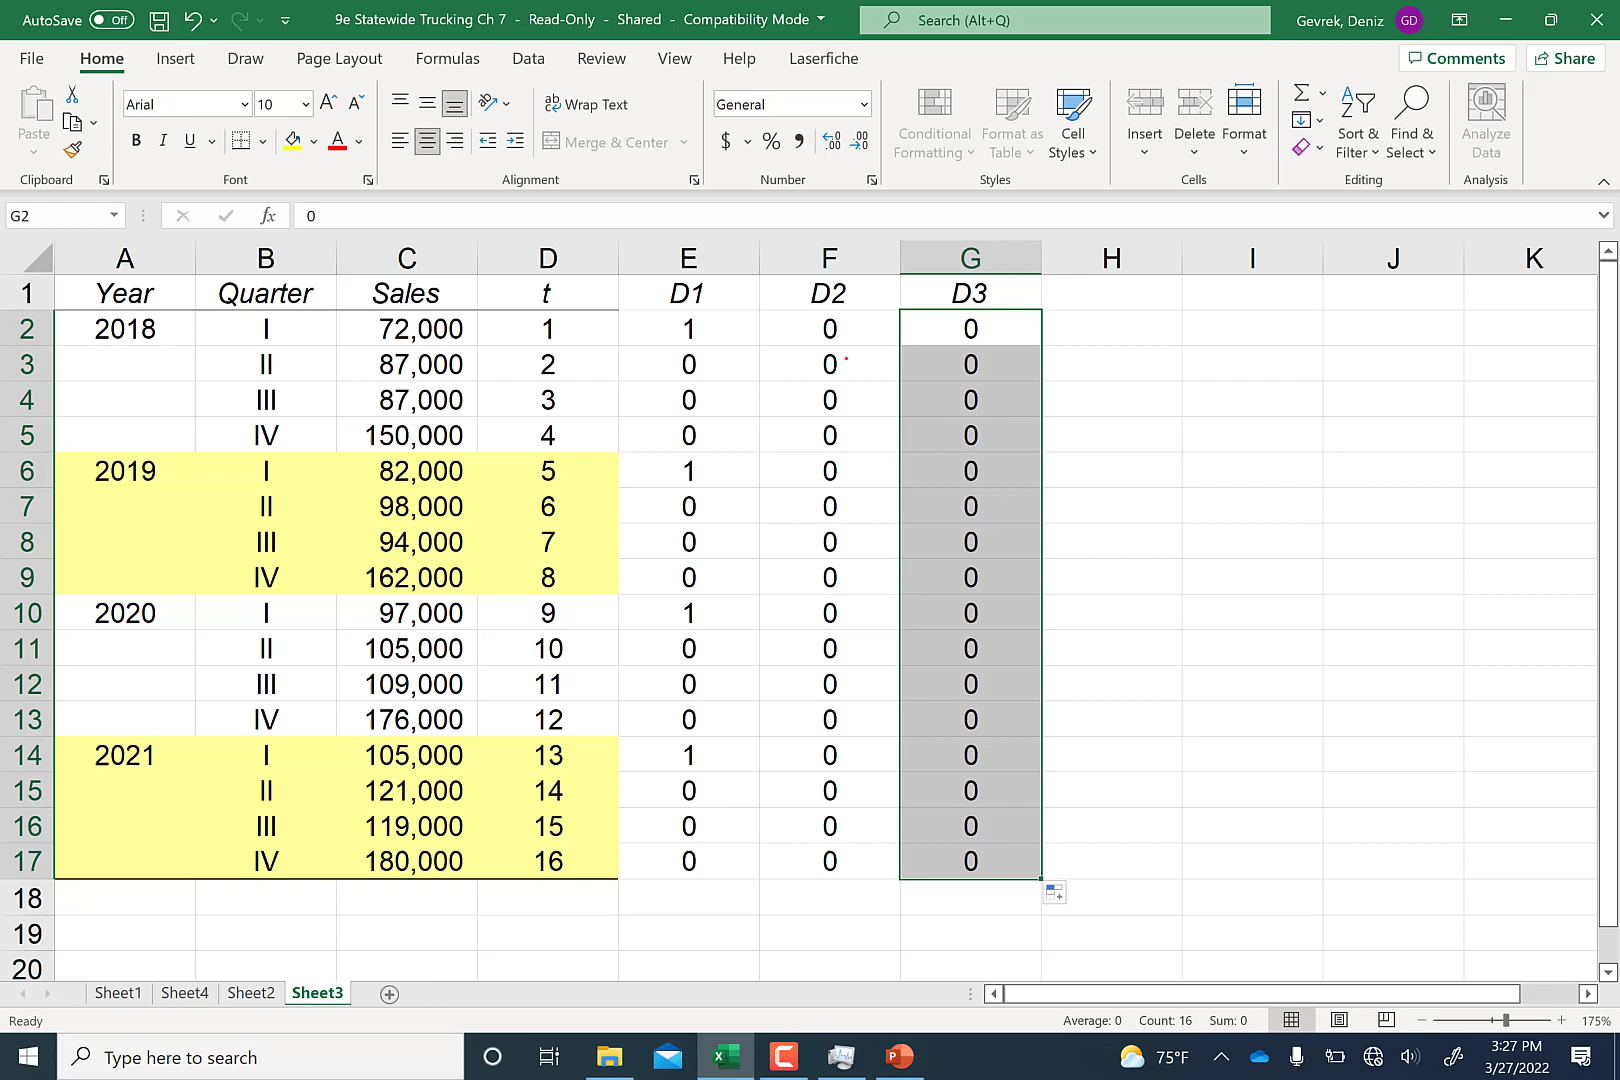 AutoSave Off 9e Statewide Trucking Ch 7 - Read-Only - Shared - Compatibility Mode Search (Alt+Q) Gevrek, Deniz GD
File Home Insert Draw Page Layout Formulas Data Review View Help Laserfiche Comments Share
Paste Arial 10 A A ab Wrap Text General Conditional Formatting Format as Table Cell Styles Insert Delete Format Sort & Filter Find & Select Analyze Data
B I U A Merge & Center $ % 9 .00 .00
Clipboard Font Alignment Number Styles Cells Editing Analysis
G2 fx 0
A B C D E F G H I J K
1 Year Quarter Sales t D1 D2 D3
2 2018 I 72,000 1 1 0 0
3 II 87,000 2 0 0 0
4 III 87,000 3 0 0 0
5 IV 150,000 4 0 0 0
6 2019 I 82,000 5 1 0 0
7 II 98,000 6 0 0 0
8 III 94,000 7 0 0 0
9 IV 162,000 8 0 0 0
10 2020 I 97,000 9 1 0 0
11 II 105,000 10 0 0 0
12 III 109,000 11 0 0 0
13 IV 176,000 12 0 0 0
14 2021 I 105,000 13 1 0 0
15 II 121,000 14 0 0 0
16 III 119,000 15 0 0 0
17 IV 180,000 16 0 0 0
18
19
20
Sheet1 Sheet4 Sheet2 Sheet3
Ready Average: 0 Count: 16 Sum: 0 175%
Type here to search 75°F 3:27 PM
3/27/2022